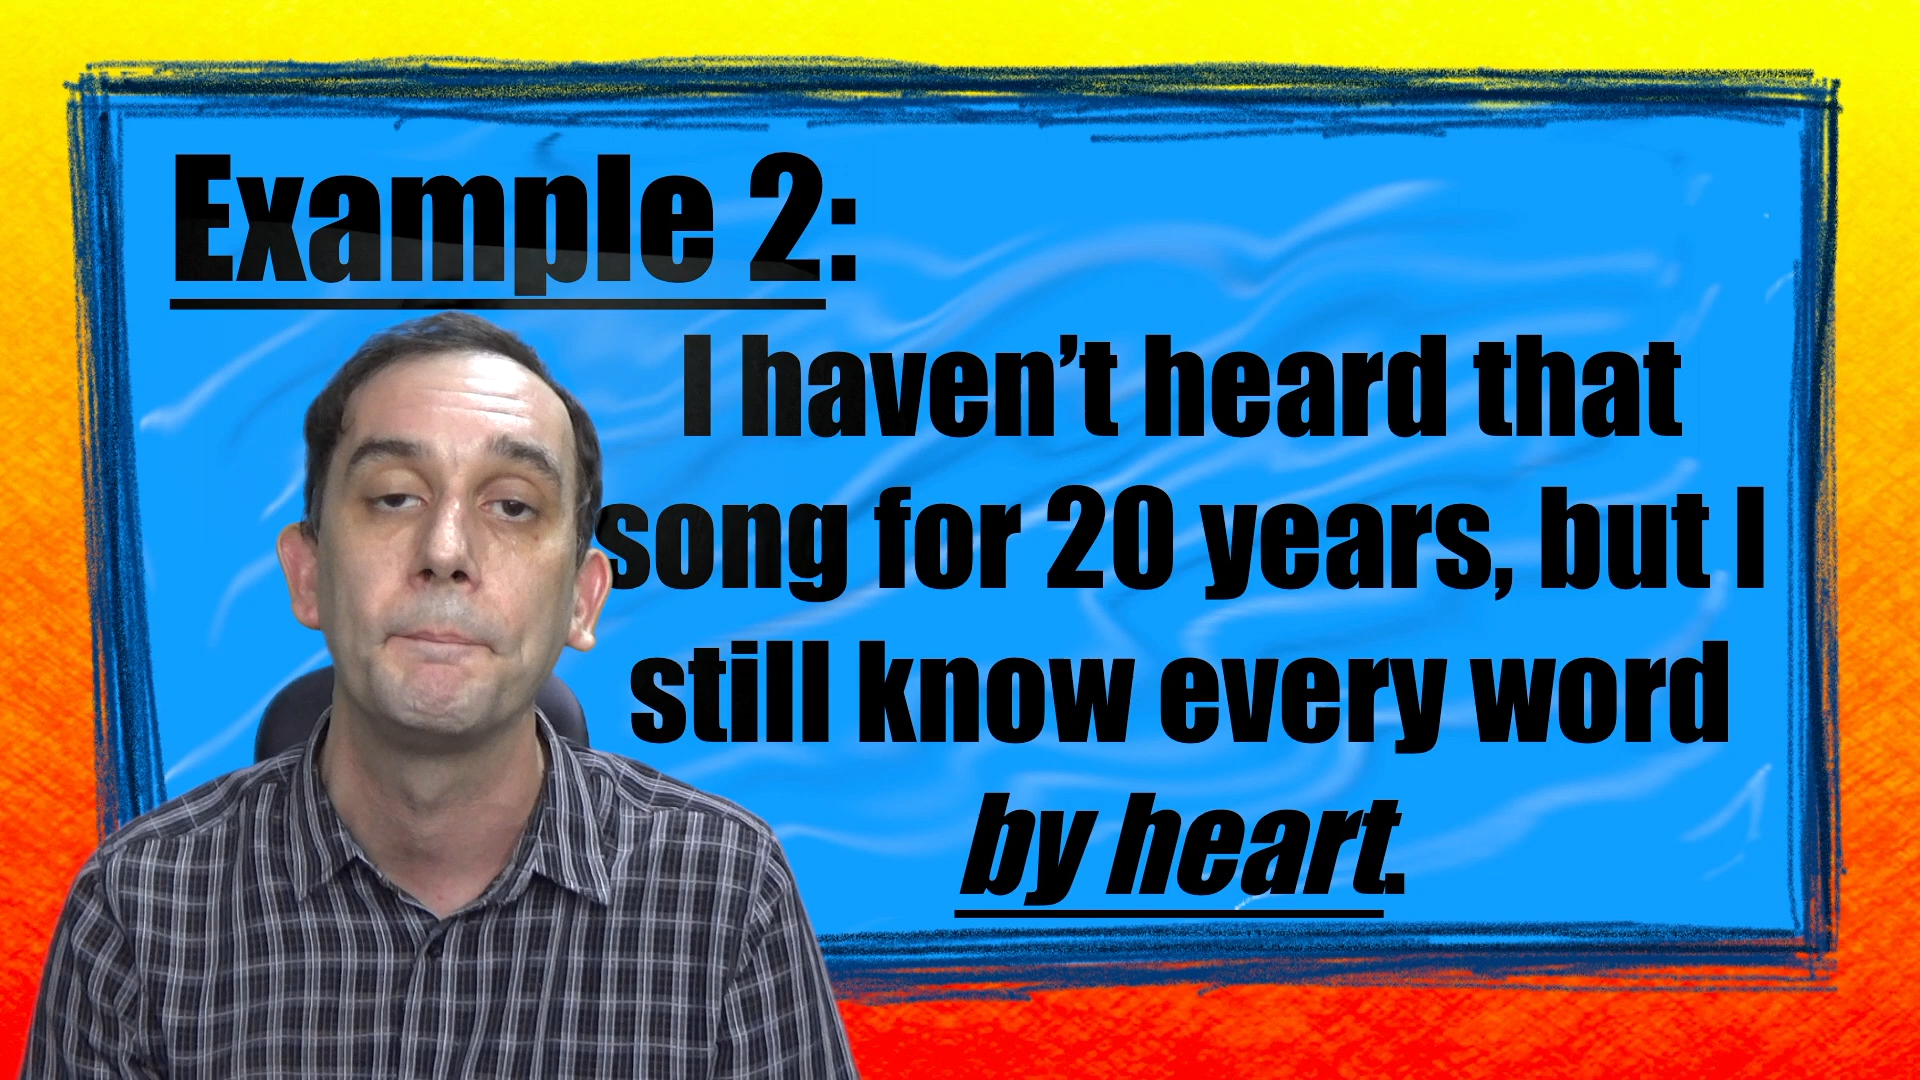 Example 2:
I haven’t heard that
song for 20 years, but I
still know every word
by heart.